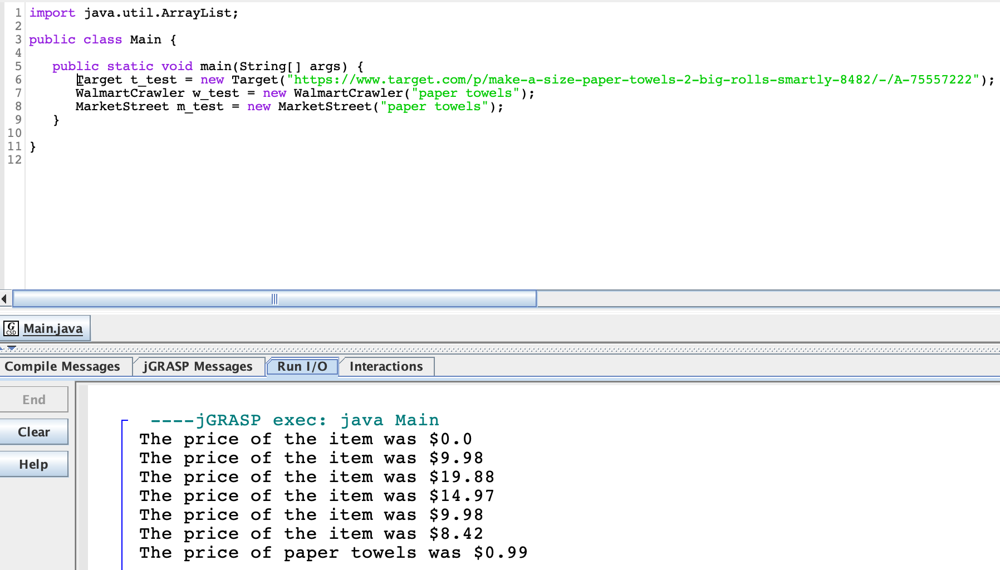 1 import java.util.ArrayList;
2
3 public class Main {
4
5 public static void main(String[] args) {
6 Target t_test = new Target("https://www.target.com/p/make-a-size-paper-towels-2-big-rolls-smartly-8482/-/A-75557222");
7 WalmartCrawler w_test = new WalmartCrawler("paper towels");
8 MarketStreet m_test = new MarketStreet("paper towels");
9 }
10
11 }
12
G CSD Main.java
Compile Messages jGRASP Messages Run I/O Interactions
End
Clear
Help
----jGRASP exec: java Main
The price of the item was $0.0
The price of the item was $9.98
The price of the item was $19.88
The price of the item was $14.97
The price of the item was $9.98
The price of the item was $8.42
The price of paper towels was $0.99